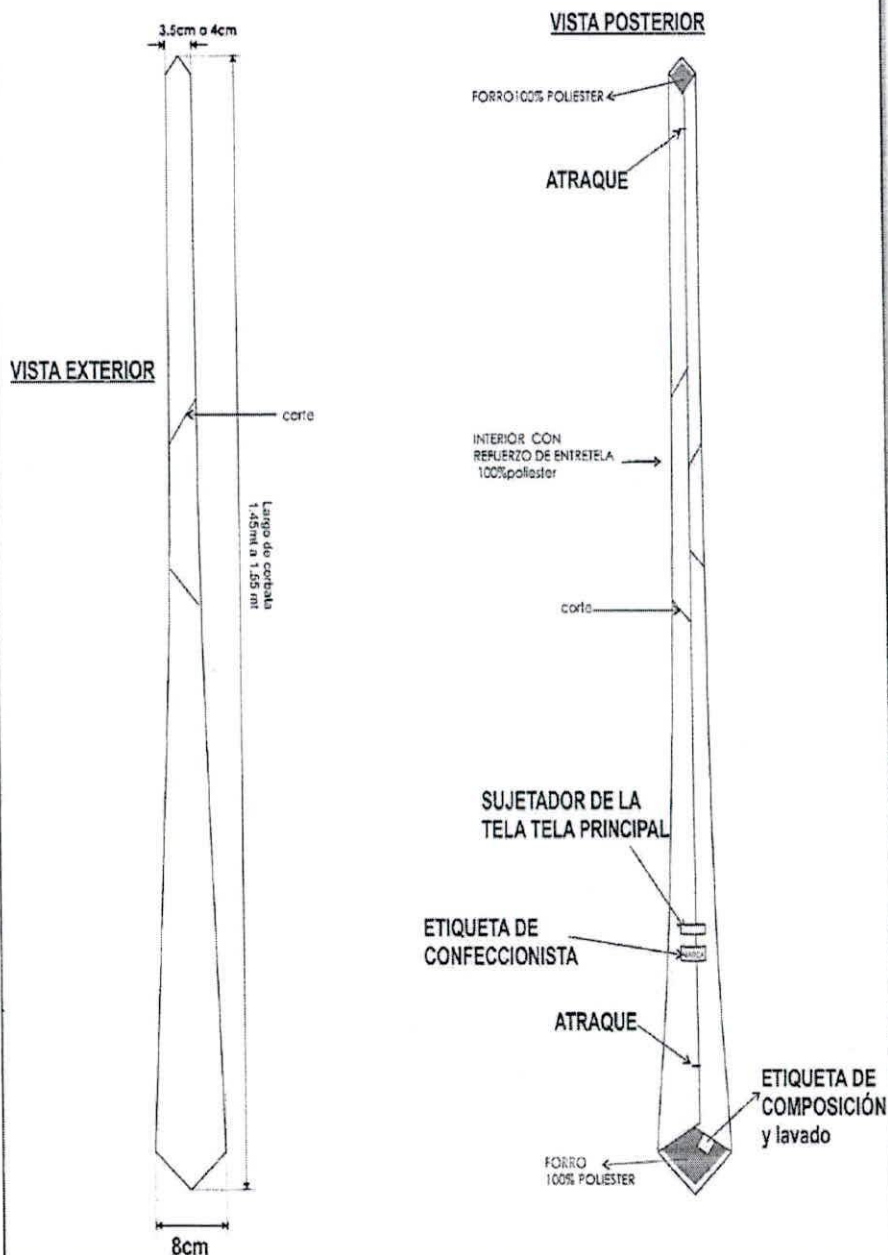 3.5cm a 4cm
VISTA EXTERIOR
corte
Largo de corbata
1.45mt a 1.55 mt
8cm
VISTA POSTERIOR
FORRO 100% POLIESTER
ATRAQUE
INTERIOR CON
REFUERZO DE ENTRETELA
100%poliester
corte
SUJETADOR DE LA
TELA TELA PRINCIPAL
ETIQUETA DE
CONFECCIONISTA
MARCA
ATRAQUE
ETIQUETA DE
COMPOSICIÓN
y lavado
FORRO
100% POLIESTER